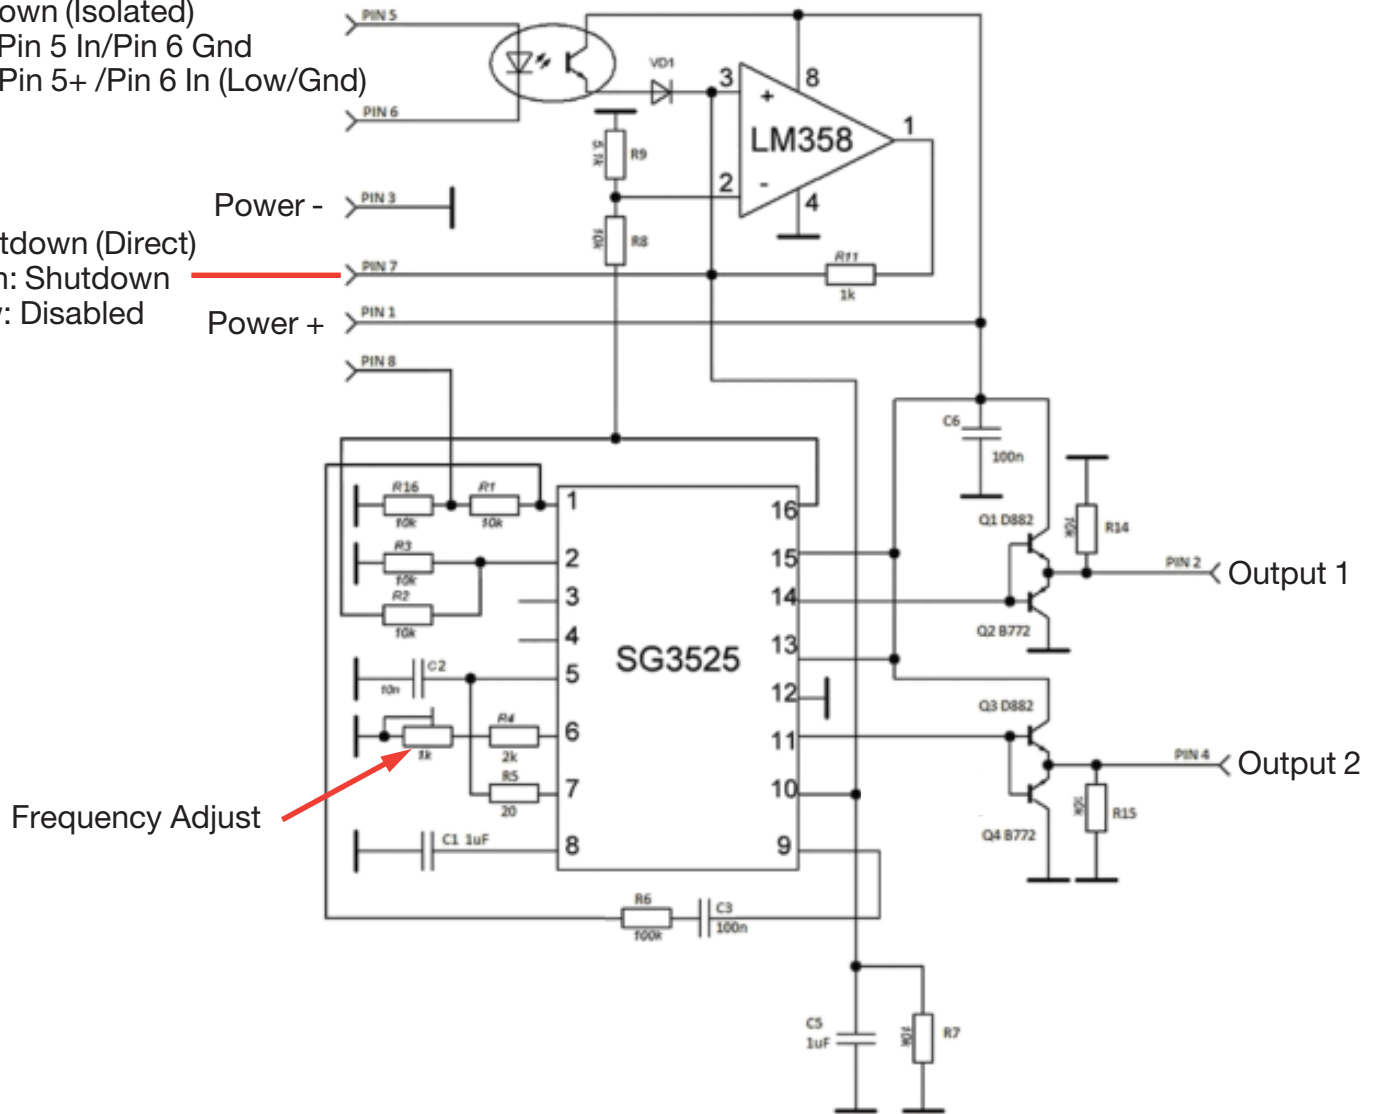 own (Isolated)
Pin 5 In/Pin 6 Gnd
Pin 5+ /Pin 6 In (Low/Gnd)
PIN 5
PIN 6
VD1
3
+
8
LM358
1
2
-
4
R9
5.1k
R8
10k
Power -
PIN 3
tdown (Direct)
n: Shutdown
: Disabled
PIN 7
R11
1k
Power +
PIN 1
PIN 8
C6
100n
R16
10k
R1
10k
R3
10k
R2
10k
C2
10n
1k
R4
2k
R5
20
C1 1uF
1
2
3
4
5
6
7
8
SG3525
16
15
14
13
12
11
10
9
Q1 D882
Q2 B772
R14
10k
PIN 2
Output 1
Q3 D882
Q4 B772
PIN 4
Output 2
R15
10k
Frequency Adjust
R6
100k
C3
100n
C5
1uF
R7
10k